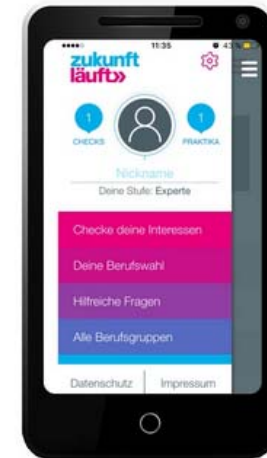 11:35
zukunft
läuft»
1
1
CHECKS
PRAKTIKA
Nickname
Deine Stufe: Experte
Checke deine Interessen
Deine Berufswahl
Hilfreiche Fragen
Alle Berufsgruppen
Datenschutz
Impressum